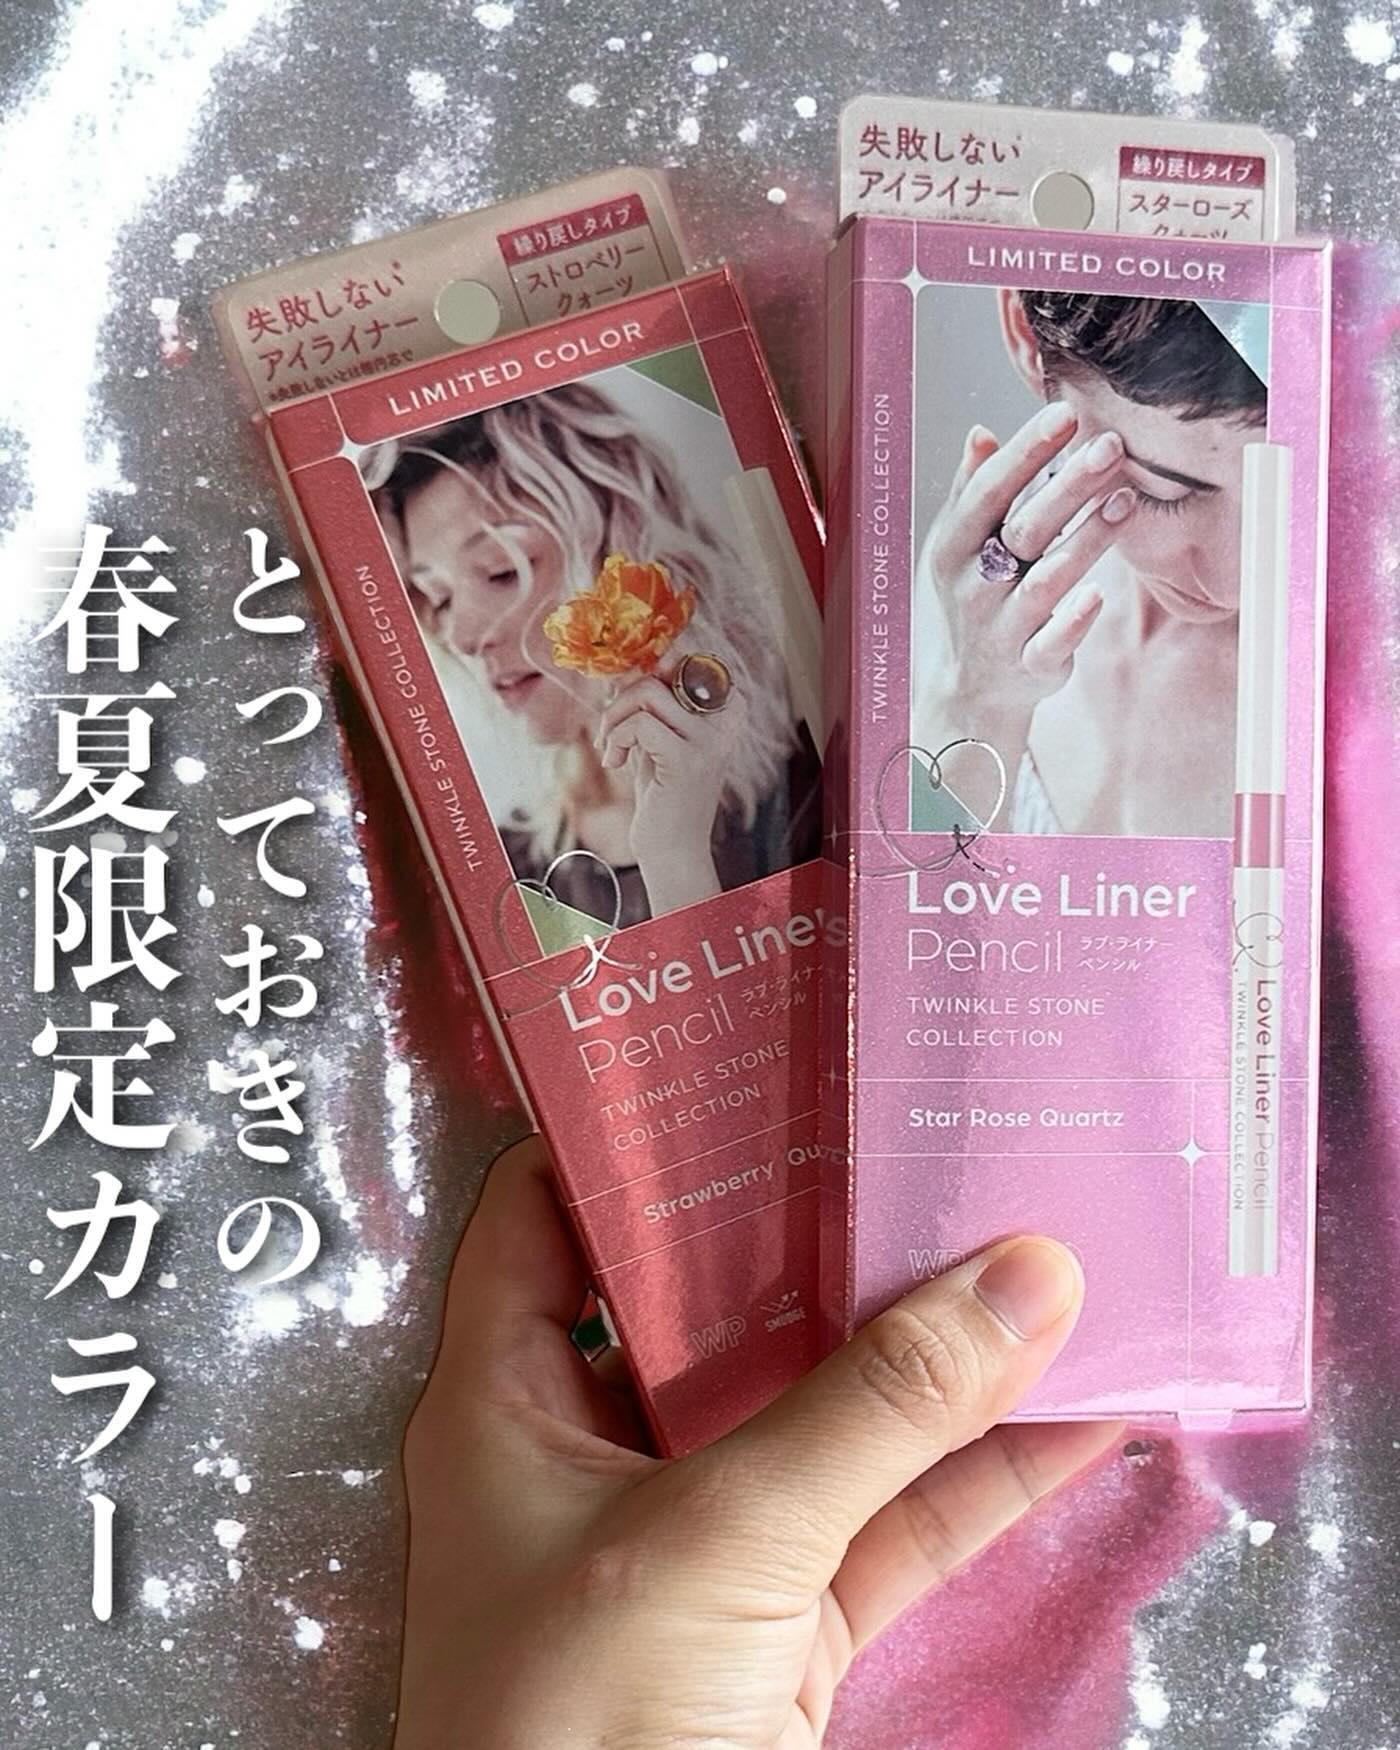 とっておきの
春夏限定カラー
失敗しない
アイライナー
繰り戻しタイプ
ストロベリー
クォーツ
LIMITED COLOR
TWINKLE STONE COLLECTION
Love Line's
Pencil
ラブ・ライナー
ペンシル
TWINKLE STONE
COLLECTION
Strawberry
WP
SMUDGE
失敗しない
アイライナー
繰り戻しタイプ
スターローズ
クォーツ
LIMITED COLOR
TWINKLE STONE COLLECTION
Love Liner
Pencil
ラブ・ライナー
ペンシル
TWINKLE STONE
COLLECTION
Star Rose Quartz
Love Liner Pencil
TWINKLE STONE COLLECTION